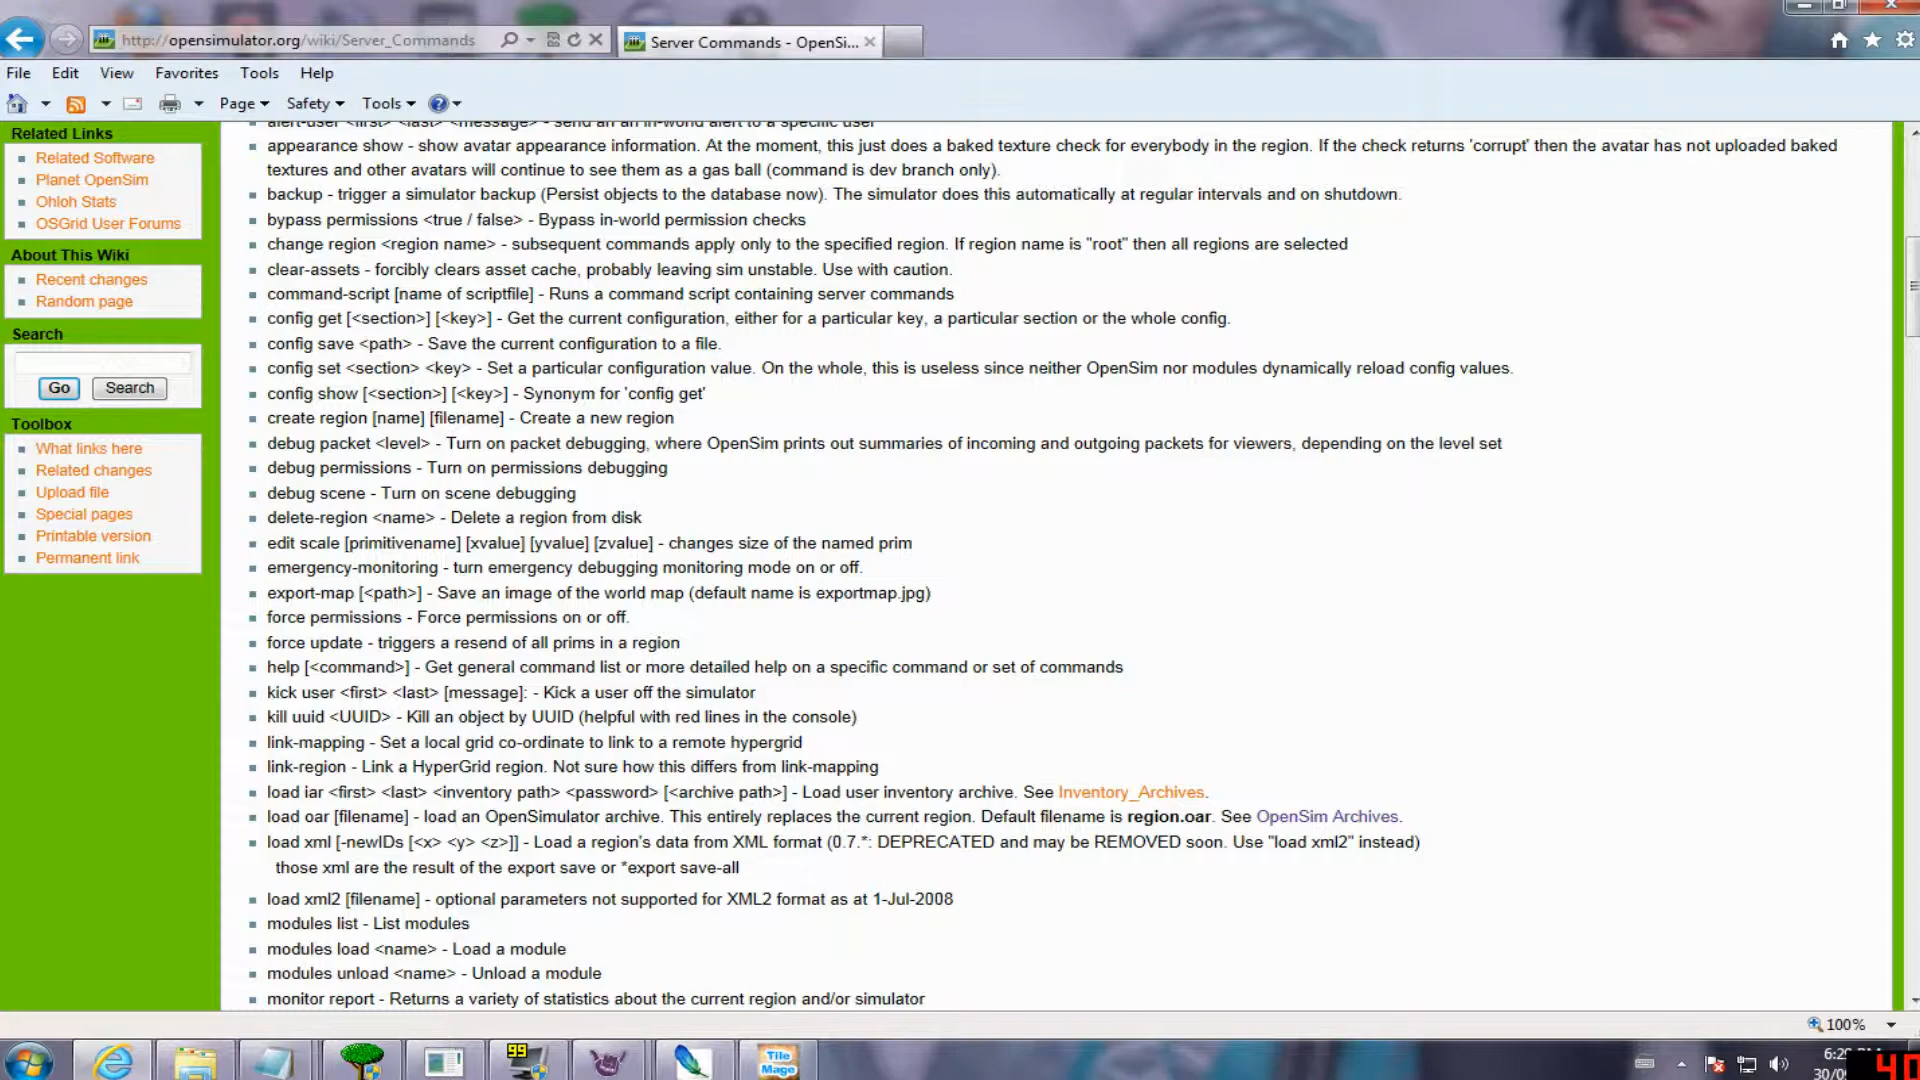 http://opensimulator.org/wiki/Server_Commands
Server Commands - OpenSi...
File Edit View Favorites Tools Help
Page Safety Tools
Related Links
Related Software
Planet OpenSim
Ohloh Stats
OSGrid User Forums
About This Wiki
Recent changes
Random page
Search
Go Search
Toolbox
What links here
Related changes
Upload file
Special pages
Printable version
Permanent link
alert-user <first> <last> <message> - send an an in-world alert to a specific user
appearance show - show avatar appearance information. At the moment, this just does a baked texture check for everybody in the region. If the check returns 'corrupt' then the avatar has not uploaded baked
textures and other avatars will continue to see them as a gas ball (command is dev branch only).
backup - trigger a simulator backup (Persist objects to the database now). The simulator does this automatically at regular intervals and on shutdown.
bypass permissions <true / false> - Bypass in-world permission checks
change region <region name> - subsequent commands apply only to the specified region. If region name is "root" then all regions are selected
clear-assets - forcibly clears asset cache, probably leaving sim unstable. Use with caution.
command-script [name of scriptfile] - Runs a command script containing server commands
config get [<section>] [<key>] - Get the current configuration, either for a particular key, a particular section or the whole config.
config save <path> - Save the current configuration to a file.
config set <section> <key> - Set a particular configuration value. On the whole, this is useless since neither OpenSim nor modules dynamically reload config values.
config show [<section>] [<key>] - Synonym for 'config get'
create region [name] [filename] - Create a new region
debug packet <level> - Turn on packet debugging, where OpenSim prints out summaries of incoming and outgoing packets for viewers, depending on the level set
debug permissions - Turn on permissions debugging
debug scene - Turn on scene debugging
delete-region <name> - Delete a region from disk
edit scale [primitivename] [xvalue] [yvalue] [zvalue] - changes size of the named prim
emergency-monitoring - turn emergency debugging monitoring mode on or off.
export-map [<path>] - Save an image of the world map (default name is exportmap.jpg)
force permissions - Force permissions on or off.
force update - triggers a resend of all prims in a region
help [<command>] - Get general command list or more detailed help on a specific command or set of commands
kick user <first> <last> [message]: - Kick a user off the simulator
kill uuid <UUID> - Kill an object by UUID (helpful with red lines in the console)
link-mapping - Set a local grid co-ordinate to link to a remote hypergrid
link-region - Link a HyperGrid region. Not sure how this differs from link-mapping
load iar <first> <last> <inventory path> <password> [<archive path>] - Load user inventory archive. See Inventory_Archives.
load oar [filename] - load an OpenSimulator archive. This entirely replaces the current region. Default filename is region.oar. See OpenSim Archives.
load xml [-newIDs [<x> <y> <z>]] - Load a region's data from XML format (0.7.*: DEPRECATED and may be REMOVED soon. Use "load xml2" instead)
those xml are the result of the export save or *export save-all
load xml2 [filename] - optional parameters not supported for XML2 format as at 1-Jul-2008
modules list - List modules
modules load <name> - Load a module
modules unload <name> - Unload a module
monitor report - Returns a variety of statistics about the current region and/or simulator
100%
99
Tile
Mage
40